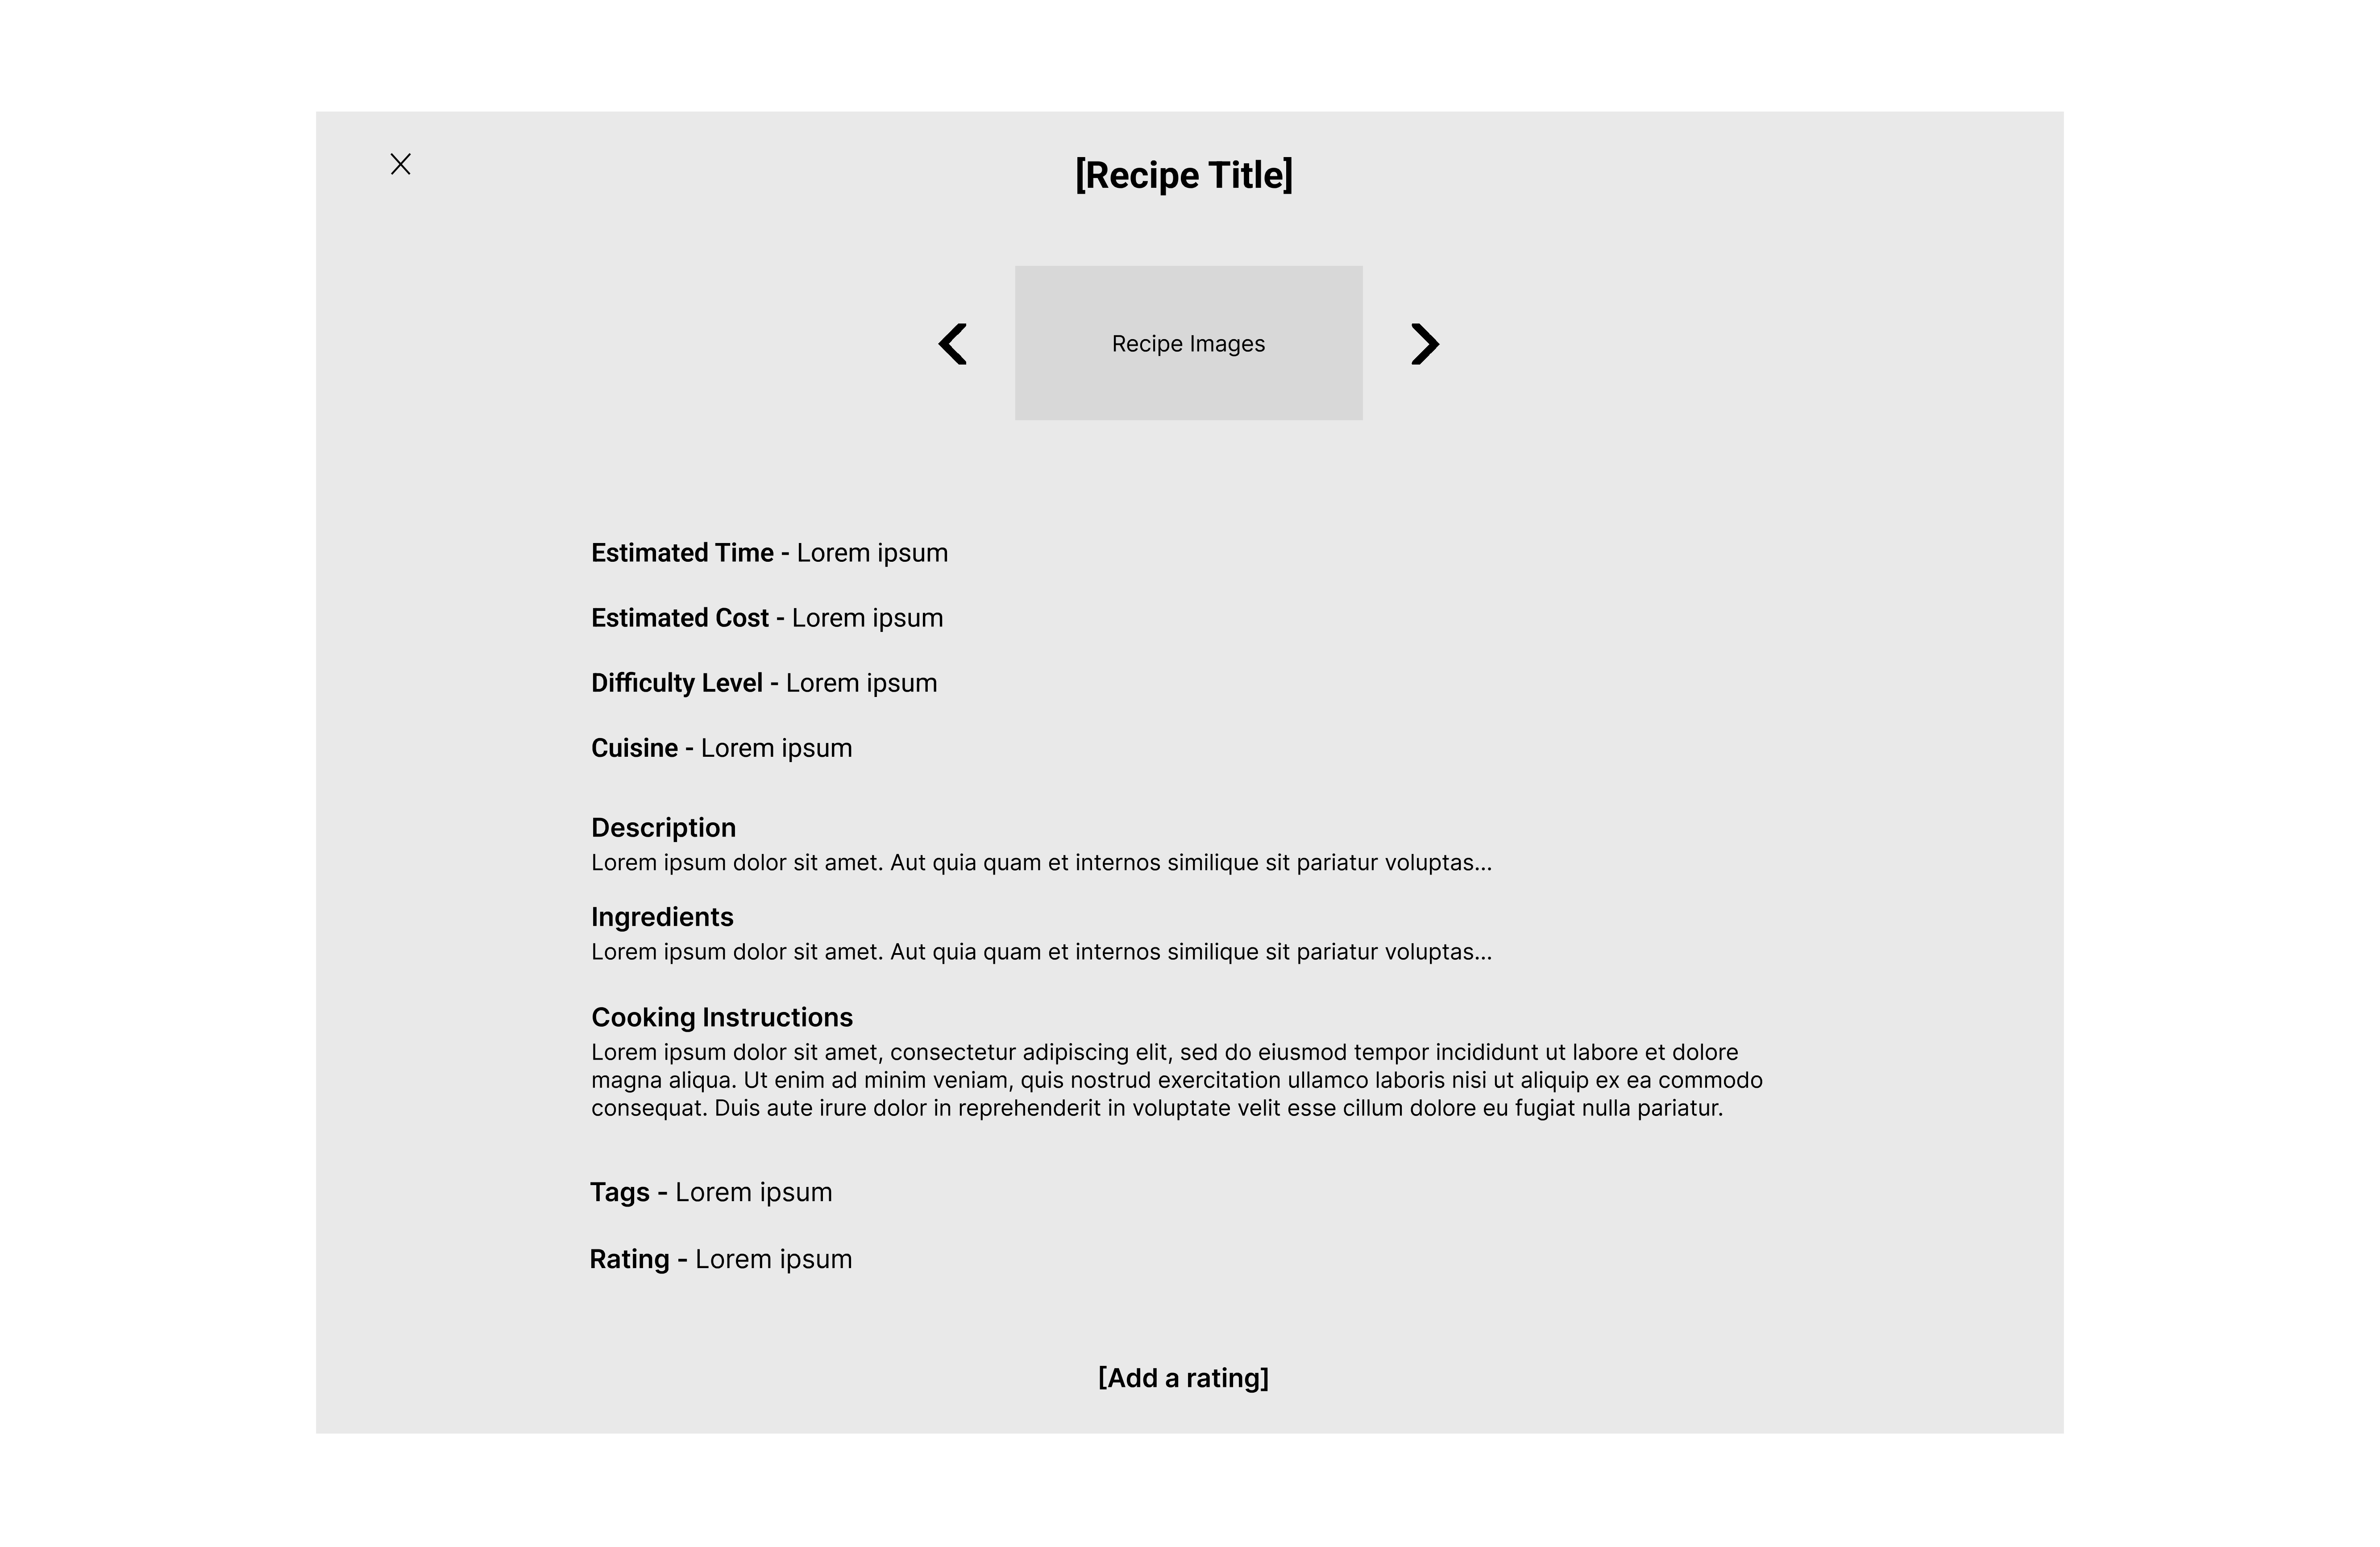 [Recipe Title]
Recipe Images
Estimated Time - Lorem ipsum
Estimated Cost - Lorem ipsum
Difficulty Level - Lorem ipsum
Cuisine - Lorem ipsum
Description
Lorem ipsum dolor sit amet. Aut quia quam et internos similique sit pariatur voluptas...
Ingredients
Lorem ipsum dolor sit amet. Aut quia quam et internos similique sit pariatur voluptas...
Cooking Instructions
Lorem ipsum dolor sit amet, consectetur adipiscing elit, sed do eiusmod tempor incididunt ut labore et dolore
magna aliqua. Ut enim ad minim veniam, quis nostrud exercitation ullamco laboris nisi ut aliquip ex ea commodo
consequat. Duis aute irure dolor in reprehenderit in voluptate velit esse cillum dolore eu fugiat nulla pariatur.
Tags - Lorem ipsum
Rating - Lorem ipsum
[Add a rating]